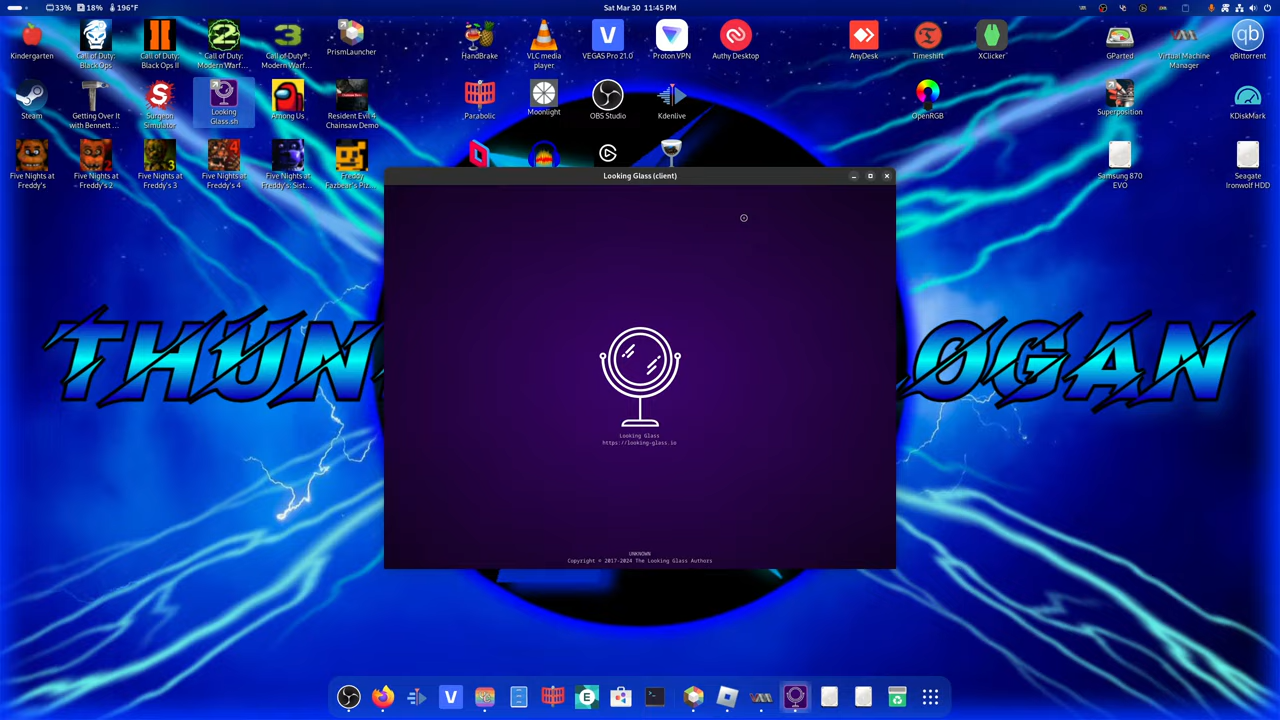 33%
18%
196°F
Sat Mar 30 11:45 PM
Kindergarten
Call of Duty:
Black Ops
Call of Duty:
Black Ops II
Call of Duty:
Modern Warf...
Call of Duty®:
Modern Warf...
PrismLauncher
HandBrake
VLC media
player
VEGAS Pro 21.0
Proton VPN
Authy Desktop
AnyDesk
Timeshift
XClicker
GParted
Virtual Machine
Manager
qb
qBittorrent
Steam
Getting Over It
with Bennett ...
Surgeon
Simulator
Looking
Glass.sh
Among Us
Resident Evil 4
Chainsaw Demo
Parabolic
Moonlight
OBS Studio
Kdenlive
OpenRGB
Superposition
KDiskMark
Five Nights at
Freddy's
Five Nights at
Freddy's 2
Five Nights at
Freddy's 3
Five Nights at
Freddy's 4
Five Nights at
Freddy's: Sist...
Freddy
Fazbear's Piz...
Samsung 870
EVO
Seagate
Ironwolf HDD
Looking Glass (client)
THUN
OGAN
Looking Glass
https://looking-glass.io
UNKNOWN
Copyright © 2017-2024 The Looking Glass Authors